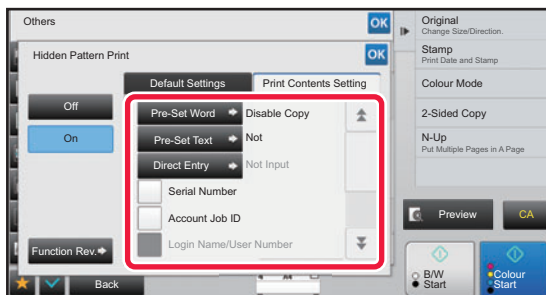 Others
OK
Hidden Pattern Print
OK
Default Settings
Print Contents Setting
Off
On
Pre-Set Word
Disable Copy
Pre-Set Text
Not
Direct Entry
Not Input
Serial Number
Account Job ID
Login Name/User Number
Function Rev.
Back
A4
Original
Change Size/Direction.
Stamp
Print Date and Stamp
Colour Mode
2-Sided Copy
N-Up
Put Multiple Pages in A Page
Preview
CA
B/W
Start
Colour
Start